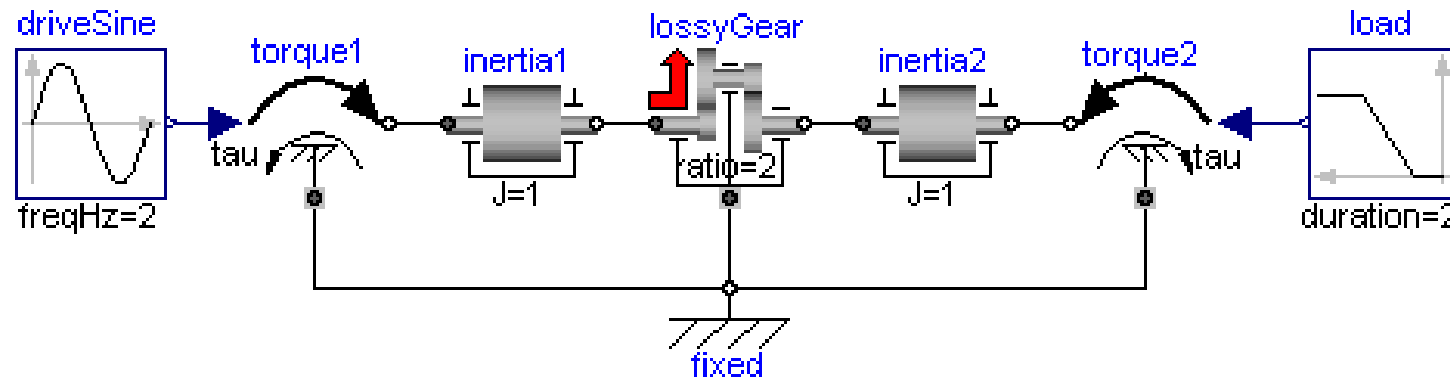 driveSine
torque1
inertia1
lossyGear
inertia2
torque2
load
tau
ratio=2
tau
freqHz=2
J=1
J=1
duration=2
fixed